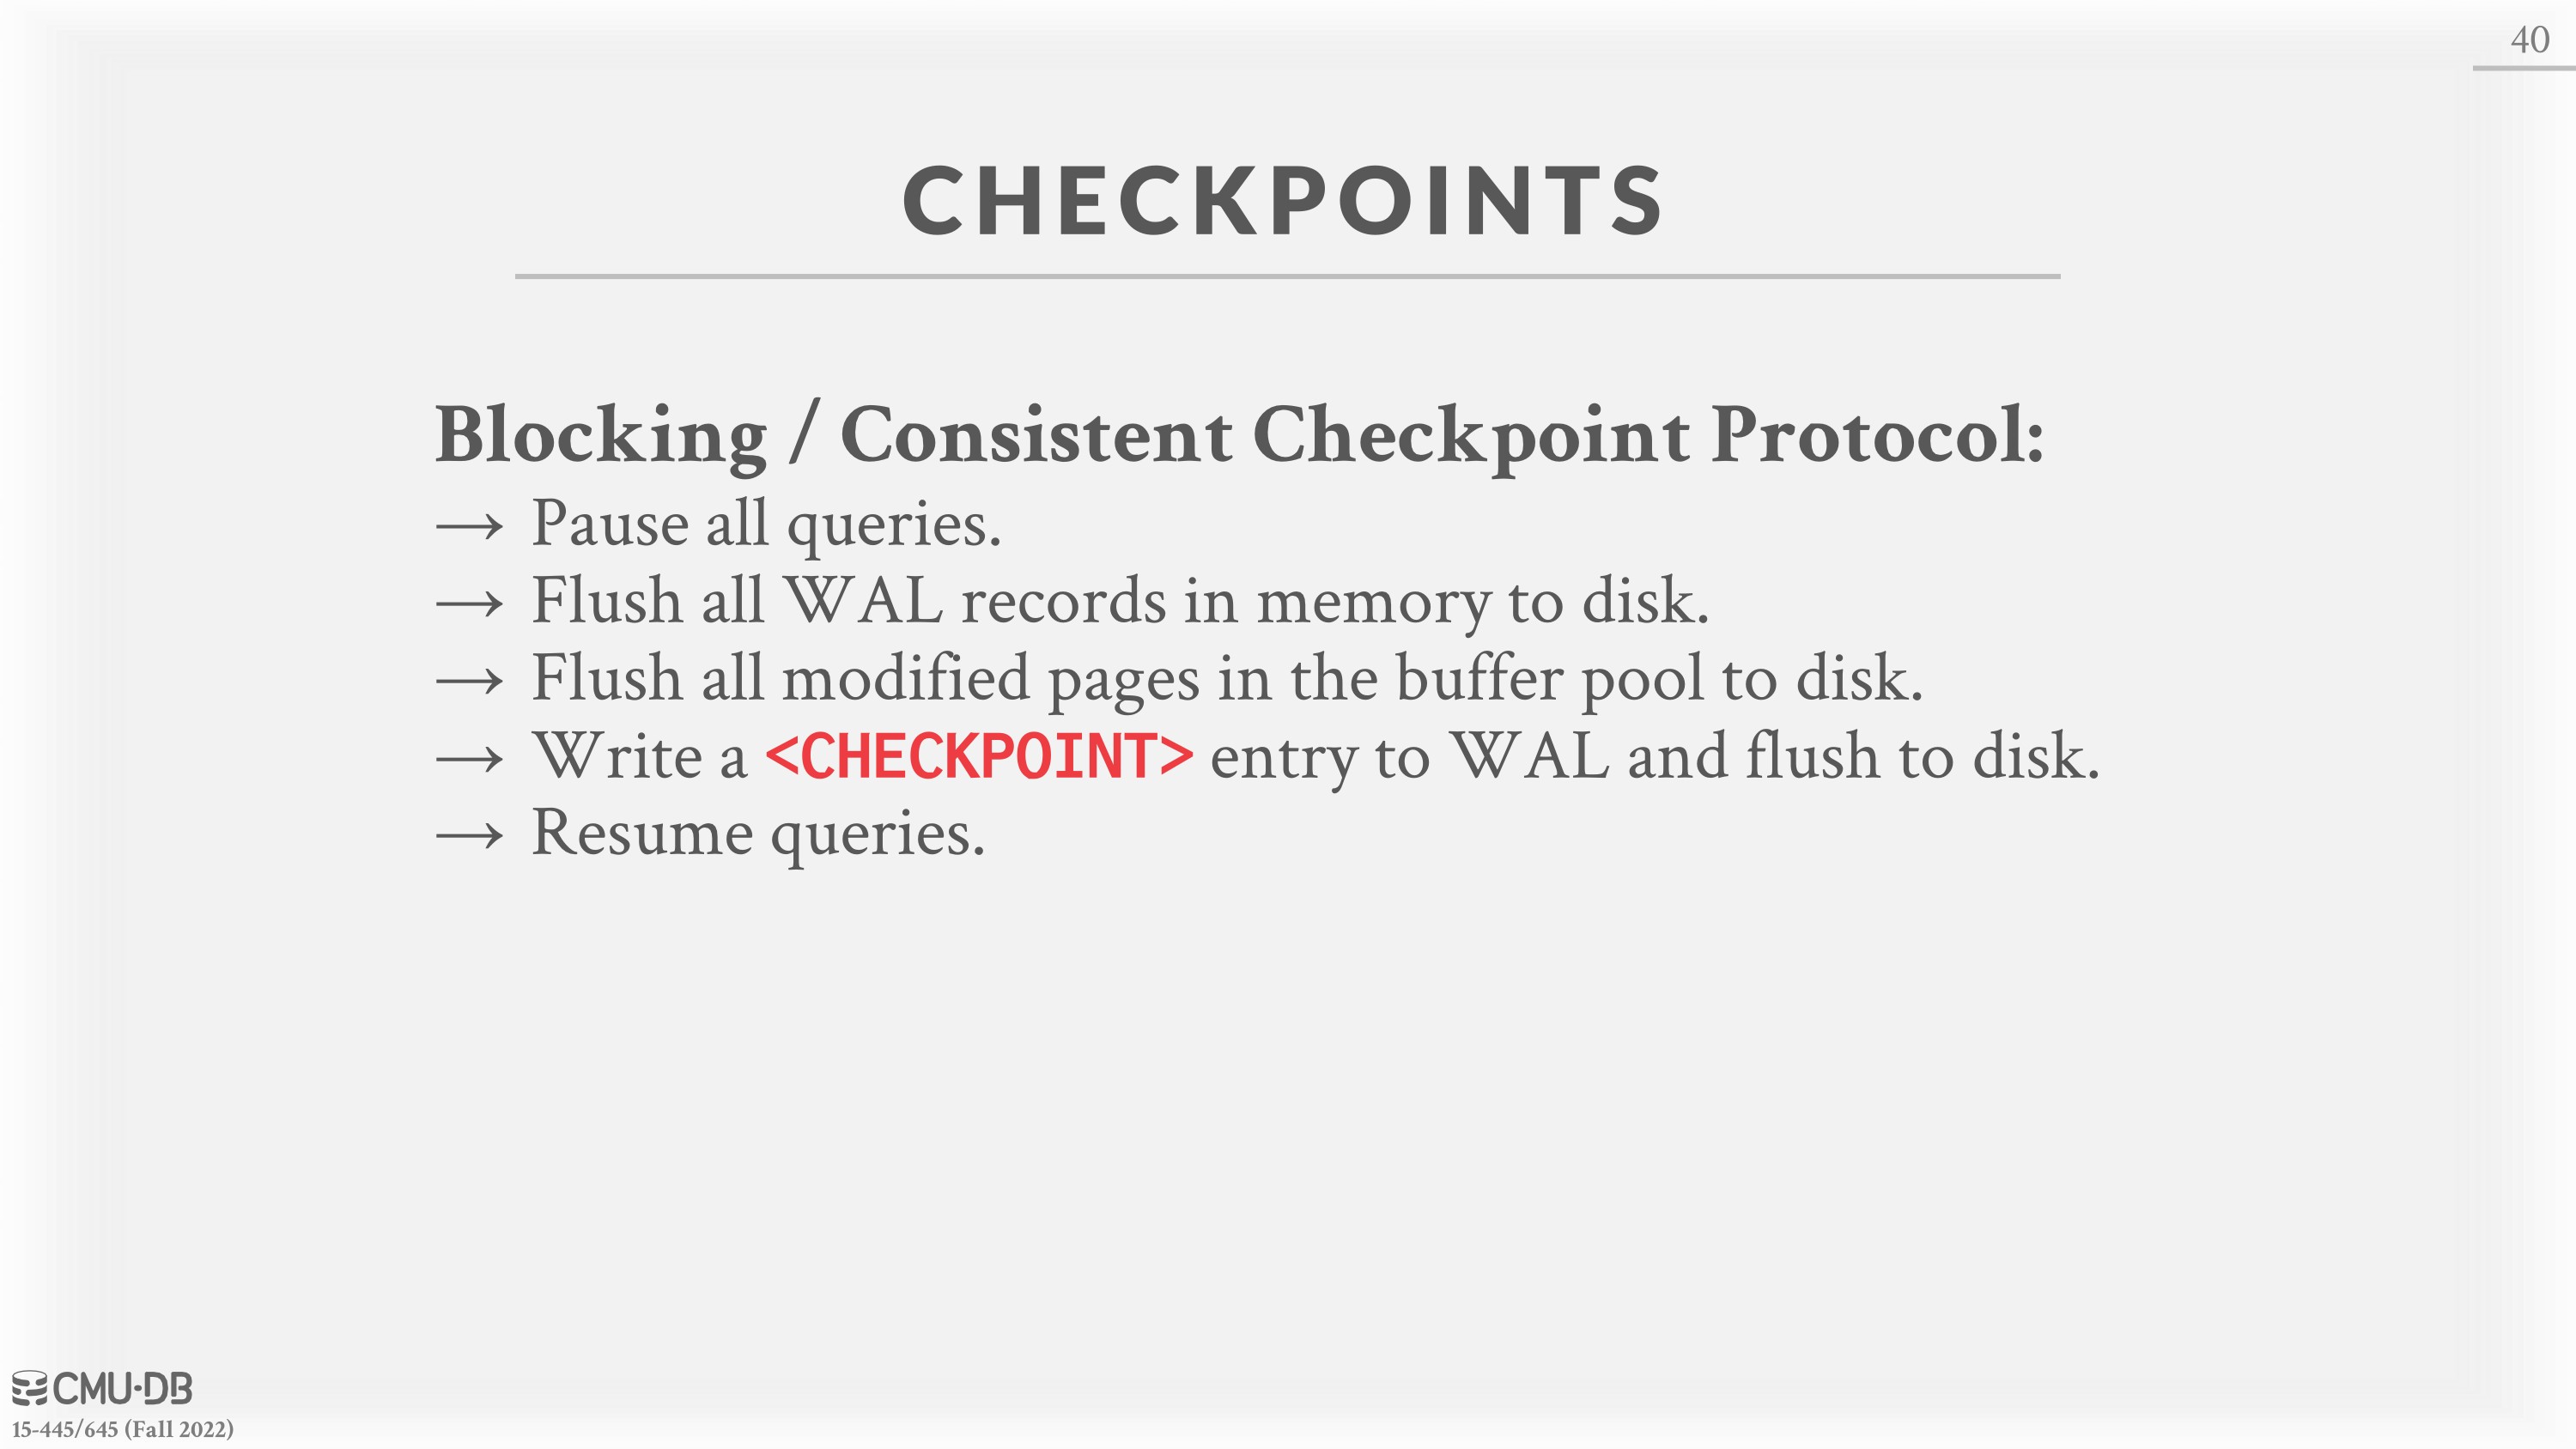 40
CHECKPOINTS
Blocking / Consistent Checkpoint Protocol:
→ Pause all queries.
→ Flush all WAL records in memory to disk.
→ Flush all modified pages in the buffer pool to disk.
→ Write a <CHECKPOINT> entry to WAL and flush to disk.
→ Resume queries.
CMU·DB
15-445/645 (Fall 2022)